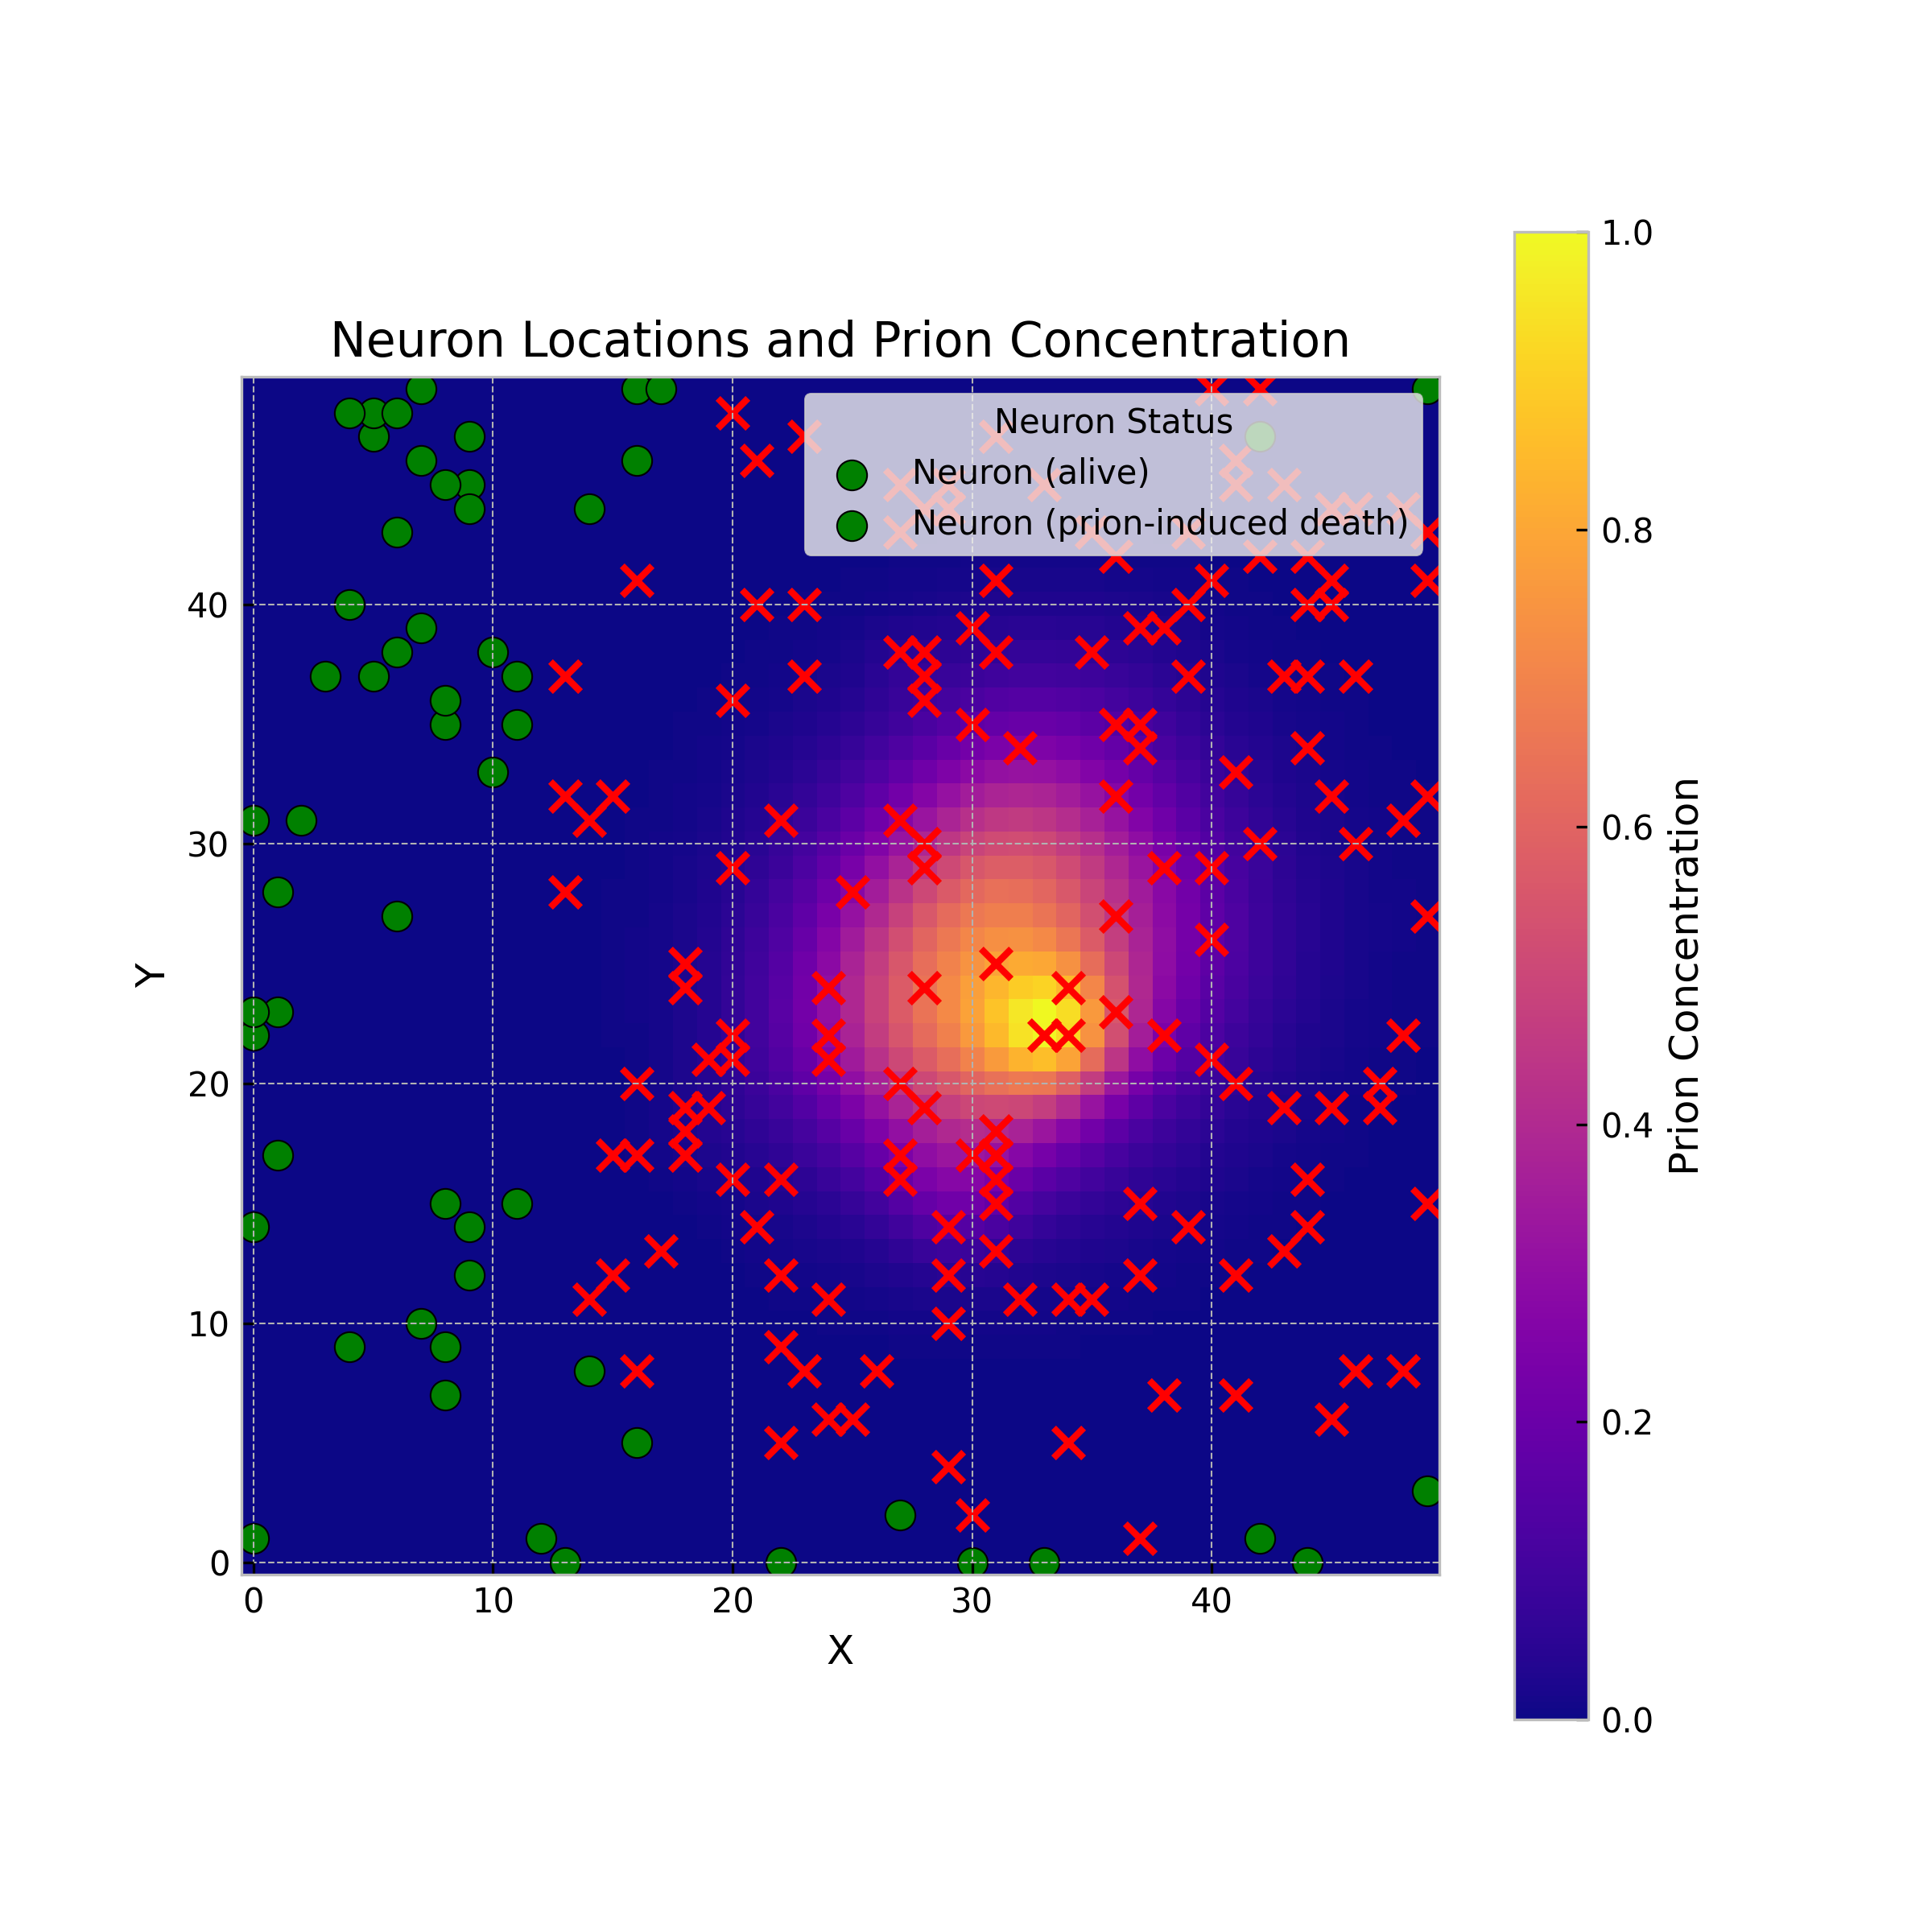 Neuron Locations and Prion Concentration
Neuron Status
Neuron (alive)
Neuron (prion-induced death)
Y
40
30
20
10
0
0 10 20 30 40
X
1.0
0.8
0.6
0.4
0.2
0.0
Prion Concentration